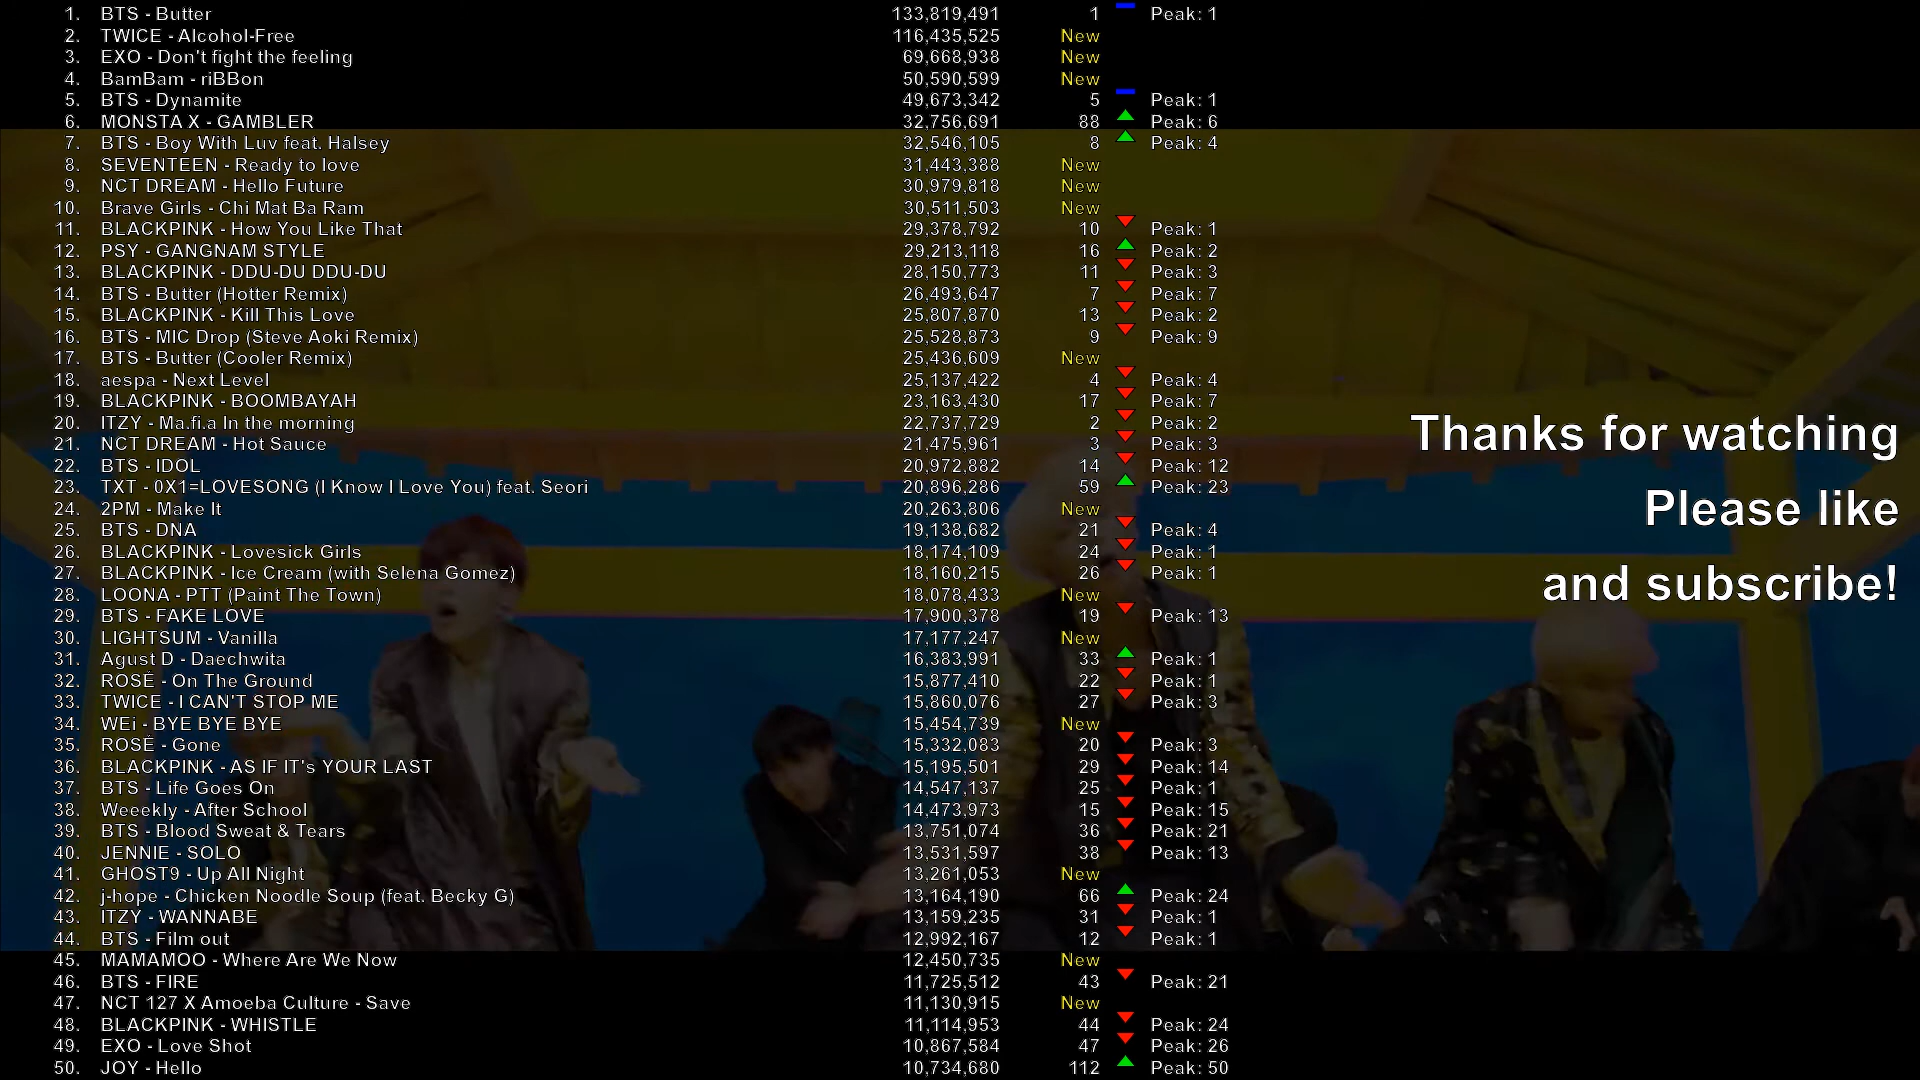 1. BTS - Butter 133,819,491 1 Peak: 1
2. TWICE - Alcohol-Free 116,435,525 New
3. EXO - Don't fight the feeling 69,668,938 New
4. BamBam - riBBon 50,590,599 New
5. BTS - Dynamite 49,673,342 5 Peak: 1
6. MONSTA X - GAMBLER 32,756,691 88 Peak: 6
7. BTS - Boy With Luv feat. Halsey 32,546,105 8 Peak: 4
8. SEVENTEEN - Ready to love 31,443,388 New
9. NCT DREAM - Hello Future 30,979,818 New
10. Brave Girls - Chi Mat Ba Ram 30,511,503 New
11. BLACKPINK - How You Like That 29,378,792 10 Peak: 1
12. PSY - GANGNAM STYLE 29,213,118 16 Peak: 2
13. BLACKPINK - DDU-DU DDU-DU 28,150,773 11 Peak: 3
14. BTS - Butter (Hotter Remix) 26,493,647 7 Peak: 7
15. BLACKPINK - Kill This Love 25,807,870 13 Peak: 2
16. BTS - MIC Drop (Steve Aoki Remix) 25,528,873 9 Peak: 9
17. BTS - Butter (Cooler Remix) 25,436,609 New
18. aespa - Next Level 25,137,422 4 Peak: 4
19. BLACKPINK - BOOMBAYAH 23,163,430 17 Peak: 7
20. ITZY - Ma.fi.a In the morning 22,737,729 2 Peak: 2
21. NCT DREAM - Hot Sauce 21,475,961 3 Peak: 3
22. BTS - IDOL 20,972,882 14 Peak: 12
23. TXT - 0X1=LOVESONG (I Know I Love You) feat. Seori 20,896,286 59 Peak: 23
24. 2PM - Make It 20,263,806 New
25. BTS - DNA 19,138,682 21 Peak: 4
26. BLACKPINK - Lovesick Girls 18,174,109 24 Peak: 1
27. BLACKPINK - Ice Cream (with Selena Gomez) 18,160,215 26 Peak: 1
28. LOONA - PTT (Paint The Town) 18,078,433 New
29. BTS - FAKE LOVE 17,900,378 19 Peak: 13
30. LIGHTSUM - Vanilla 17,177,247 New
31. Agust D - Daechwita 16,383,991 33 Peak: 1
32. ROSÉ - On The Ground 15,877,410 22 Peak: 1
33. TWICE - I CAN'T STOP ME 15,860,076 27 Peak: 3
34. WEi - BYE BYE BYE 15,454,739 New
35. ROSÉ - Gone 15,332,083 20 Peak: 3
36. BLACKPINK - AS IF IT's YOUR LAST 15,195,501 29 Peak: 14
37. BTS - Life Goes On 14,547,137 25 Peak: 1
38. Weeekly - After School 14,473,973 15 Peak: 15
39. BTS - Blood Sweat & Tears 13,751,074 36 Peak: 21
40. JENNIE - SOLO 13,531,597 38 Peak: 13
41. GHOST9 - Up All Night 13,261,053 New
42. j-hope - Chicken Noodle Soup (feat. Becky G) 13,164,190 66 Peak: 24
43. ITZY - WANNABE 13,159,235 31 Peak: 1
44. BTS - Film out 12,992,167 12 Peak: 1
45. MAMAMOO - Where Are We Now 12,450,735 New
46. BTS - FIRE 11,725,512 43 Peak: 21
47. NCT 127 X Amoeba Culture - Save 11,130,915 New
48. BLACKPINK - WHISTLE 11,114,953 44 Peak: 24
49. EXO - Love Shot 10,867,584 47 Peak: 26
50. JOY - Hello 10,734,680 112 Peak: 50
Thanks for watching
Please like
and subscribe!